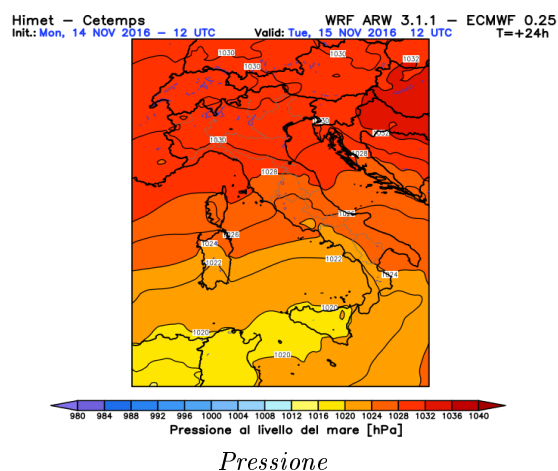 Himet – Cetemps WRF ARW 3.1.1 – ECMWF 0.25
Init.: Mon, 14 NOV 2016 – 12 UTC Valid: Tue, 15 NOV 2016 12 UTC T=+24h
1030 1030
1030 1032
1030
1028
1028
1026
1024
1022 1022
1024
1020
1020
1020
980 984 988 992 996 1000 1004 1008 1012 1016 1020 1024 1028 1032 1036 1040
Pressione al livello del mare [hPa]
Pressione